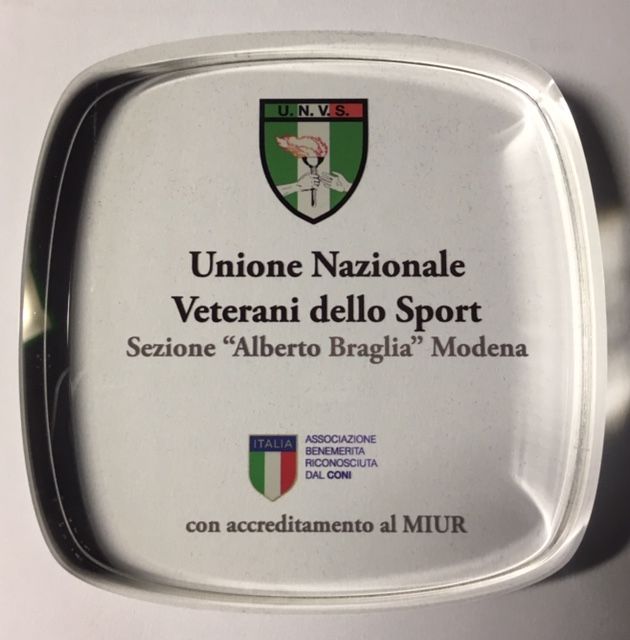 U.N.V.S.
Unione Nazionale
Veterani dello Sport
Sezione “Alberto Braglia” Modena
ITALIA
ASSOCIAZIONE
BENEMERITA
RICONOSCIUTA
DAL CONI
con accreditamento al MIUR